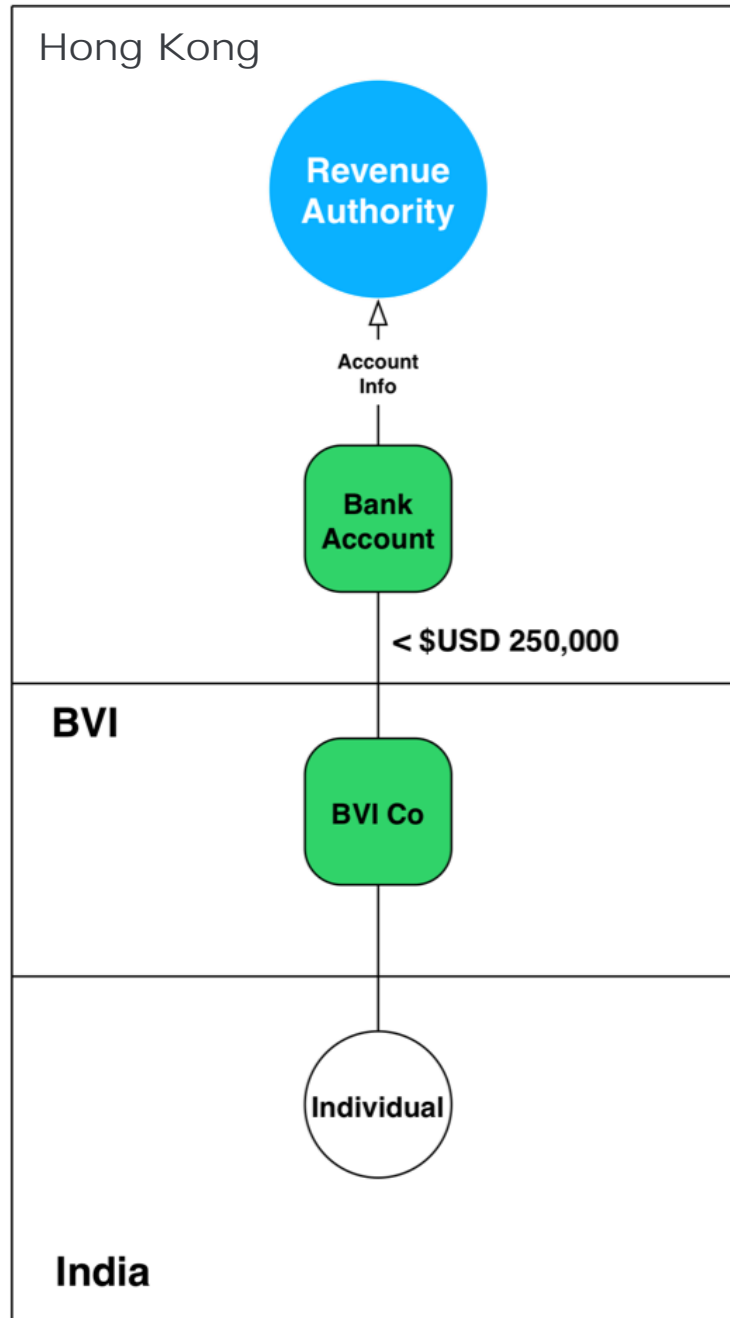 Hong Kong
Revenue
Authority
Account
Info
Bank
Account
< $USD 250,000
BVI
BVI Co
Individual
India